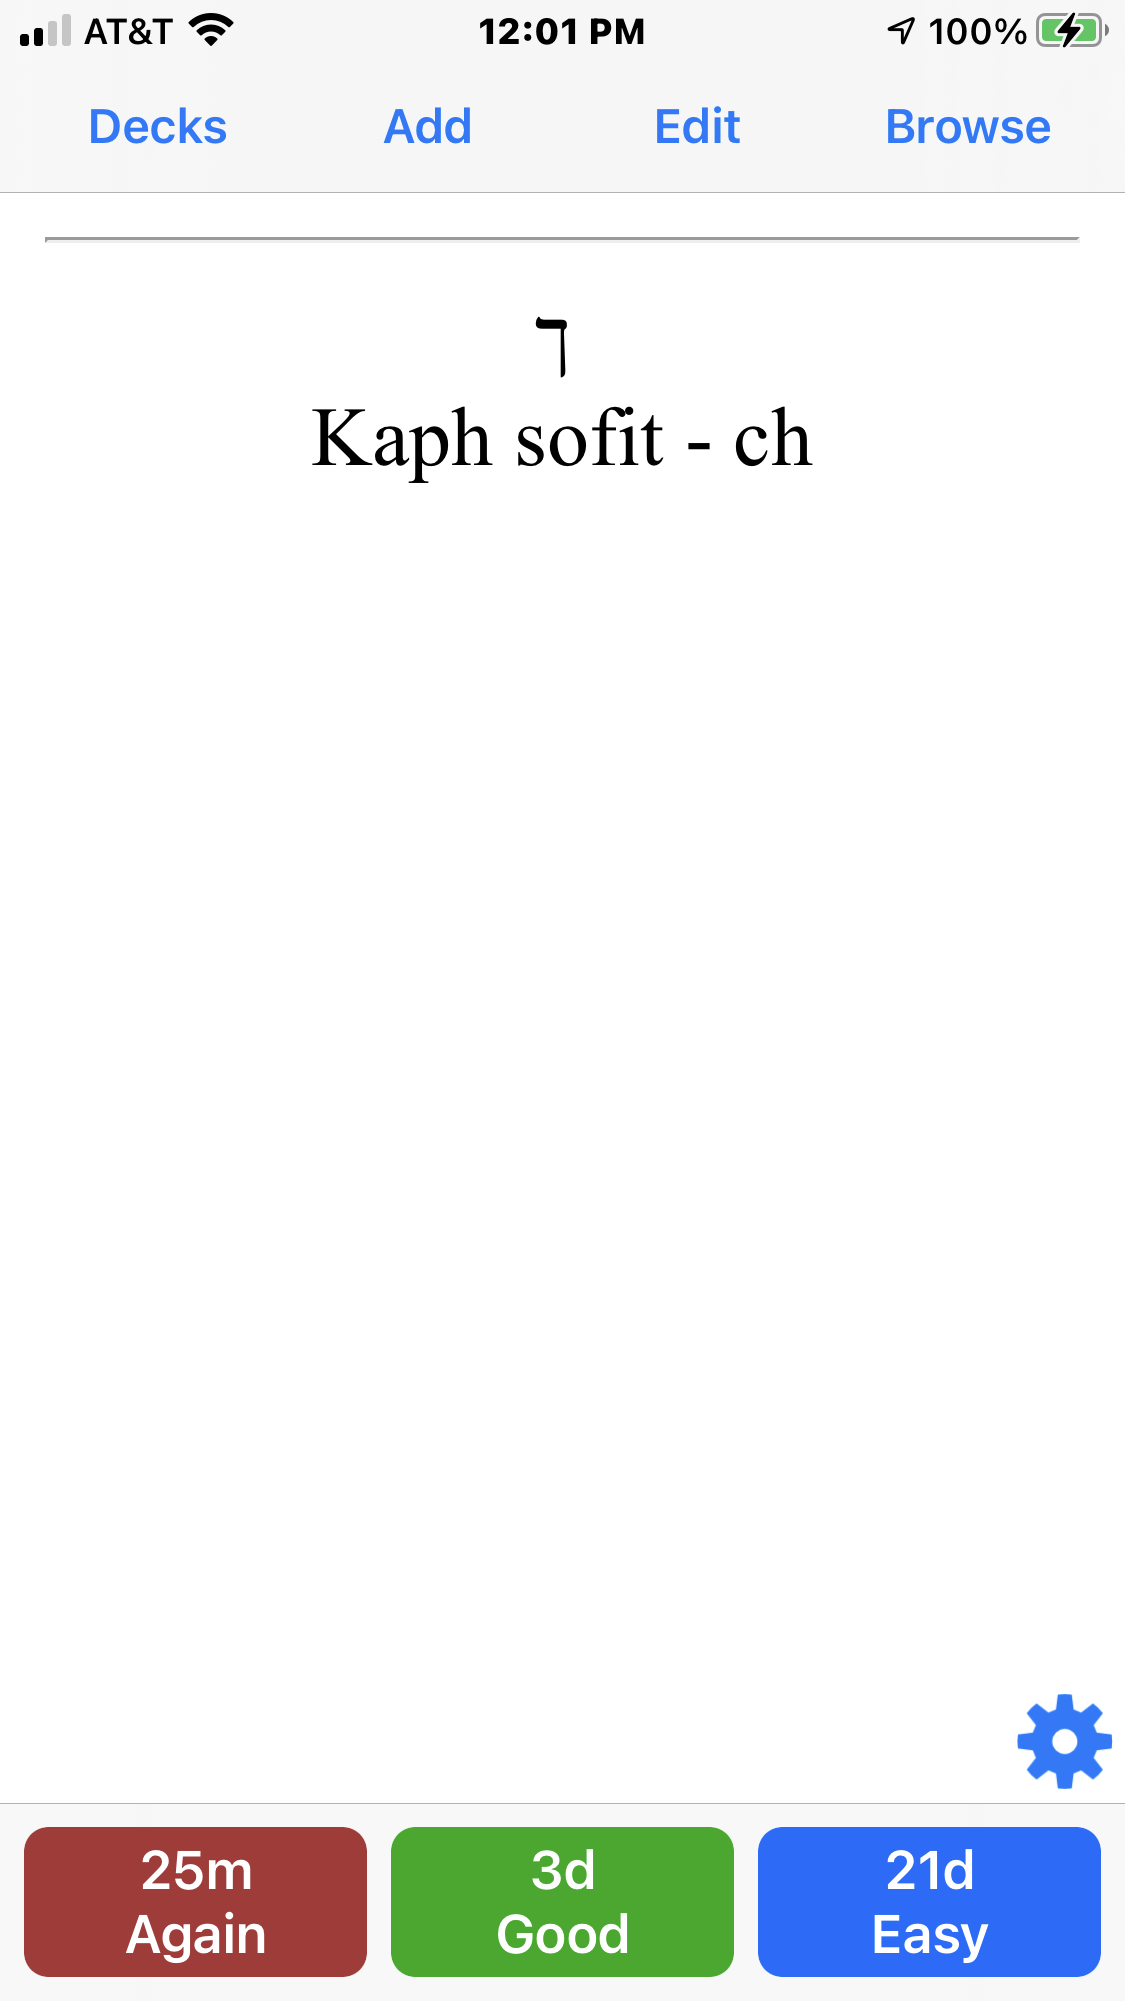 AT&T 12:01 PM 100%
Decks Add Edit Browse
ך
Kaph sofit - ch
25m 3d 21d
Again Good Easy